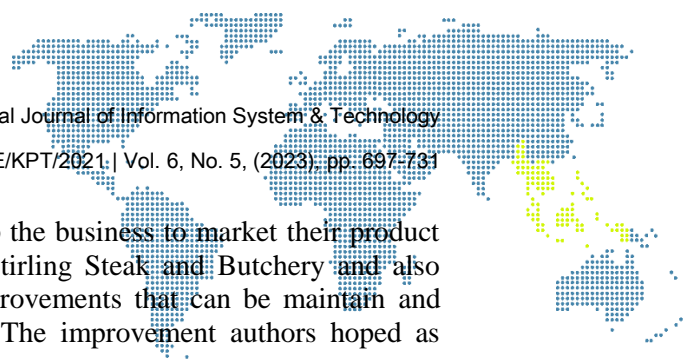 al Journal of Information System & Technology
E/KPT/2021 | Vol. 6, No. 5, (2023), pp. 697-731
the business to market their product
tirling Steak and Butchery and also
rovements that can be maintain and
The improvement authors hoped as